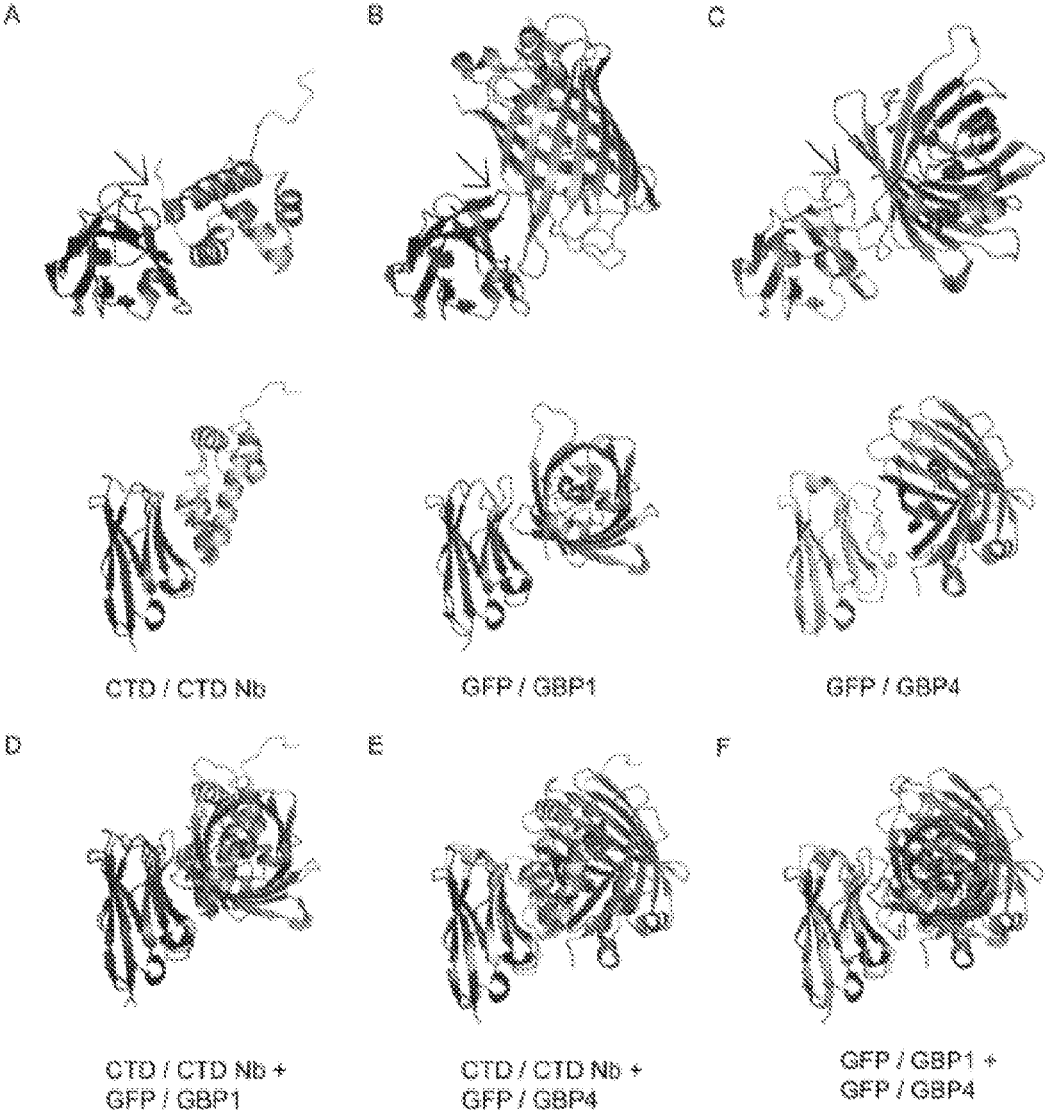 A
B
C
CTD / CTD Nb
GFP / GBP1
GFP / GBP4
D
E
F
CTD / CTD Nb +
GFP / GBP1
CTD / CTD Nb +
GFP / GBP4
GFP / GBP1 +
GFP / GBP4